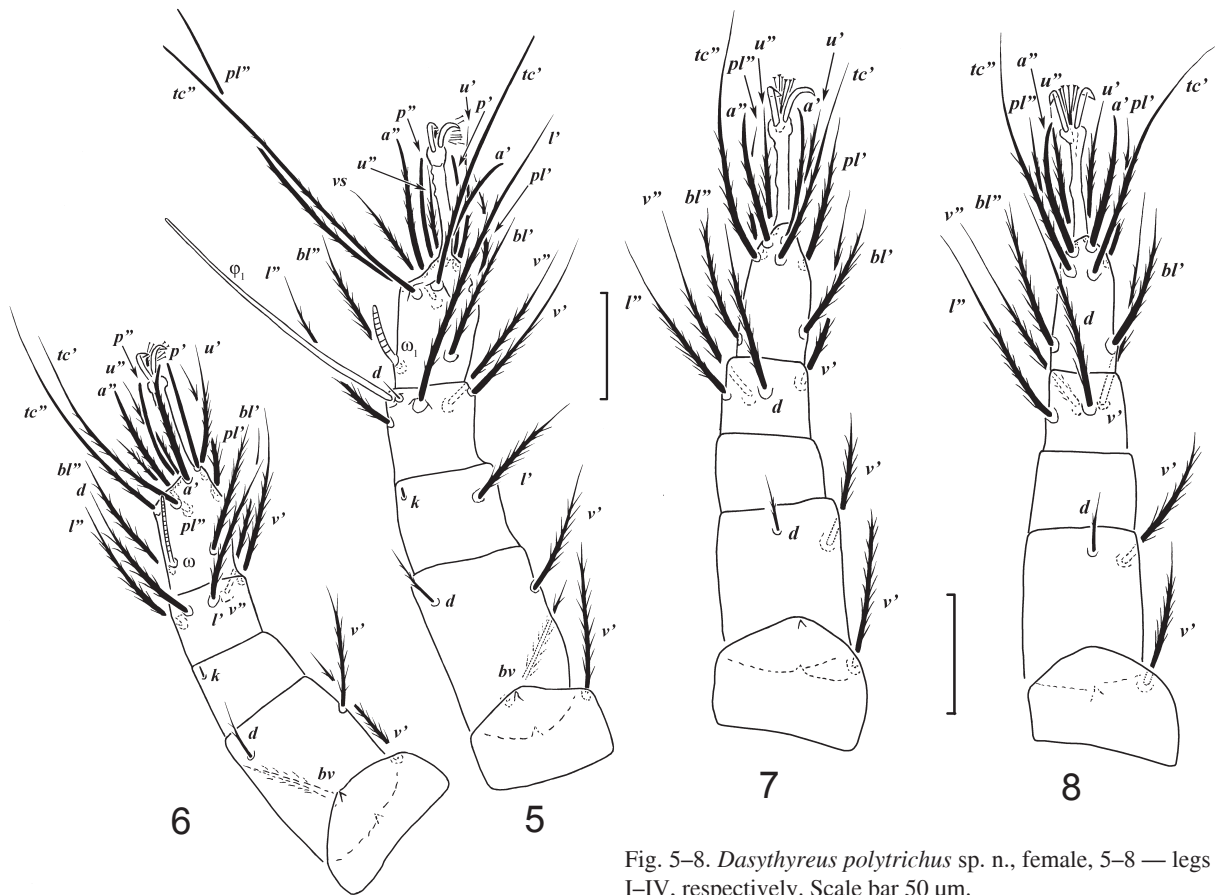 pl”
tc”
tc’
u’
p’
p”
a”
l’
a’
u”
vs
pl’
bl’
bl”
v”
l”
φ1
v’
ω1
d
l’
k
v’
d
bv
v’
5
p”
p’
u’
tc’
u”
a”
tc”
bl’
pl’
bl”
d
a’
l”
pl”
v’
ω
v”
l’
k
v’
d
v’
bv
6
tc”
u”
u’
pl”
tc’
a”
a’
pl’
v”
bl”
bl’
l”
v’
d
v’
d
v’
7
tc”
a”
u”
tc’
u’
pl”
a’
pl’
bl”
v”
bl’
l”
d
v’
v’
d
v’
8
Fig. 5–8. Dasythyreus polytrichus sp. n., female, 5–8 — legs
I–IV, respectively. Scale bar 50 μm.